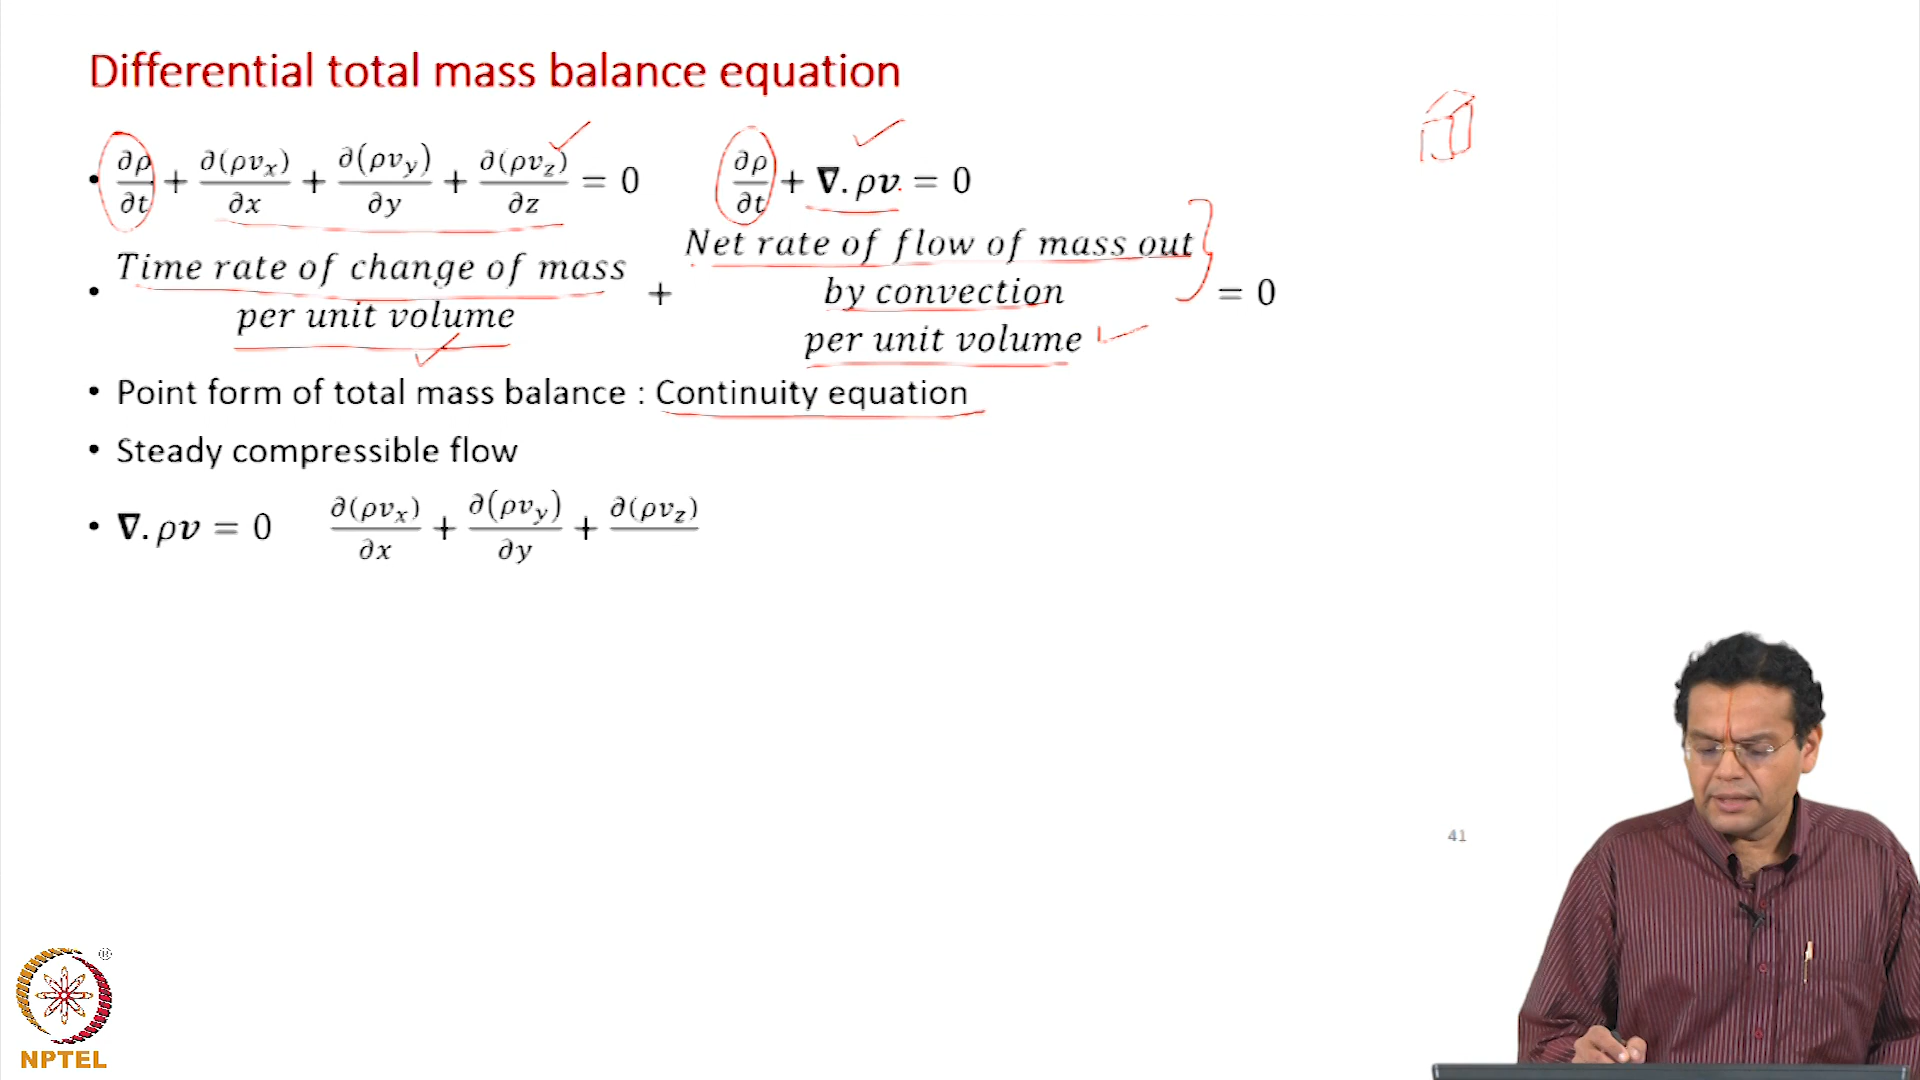 Differential total mass balance equation
• ∂ρ/∂t + ∂(ρvₓ)/∂x + ∂(ρv_y)/∂y + ∂(ρv_z)/∂z = 0    ∂ρ/∂t + ∇. ρv = 0
• Time rate of change of mass per unit volume + Net rate of flow of mass out by convection per unit volume = 0
• Point form of total mass balance : Continuity equation
• Steady compressible flow
• ∇. ρv = 0    ∂(ρvₓ)/∂x + ∂(ρv_y)/∂y + ∂(ρv_z)
41
®
NPTEL